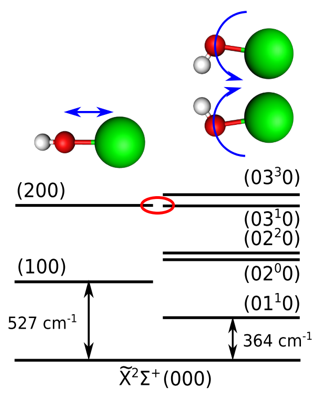 (200)
(03³0)
(03¹0)
(02²0)
(100)
(02⁰0)
(01¹0)
527 cm⁻¹
364 cm⁻¹
X̃²Σ⁺(000)